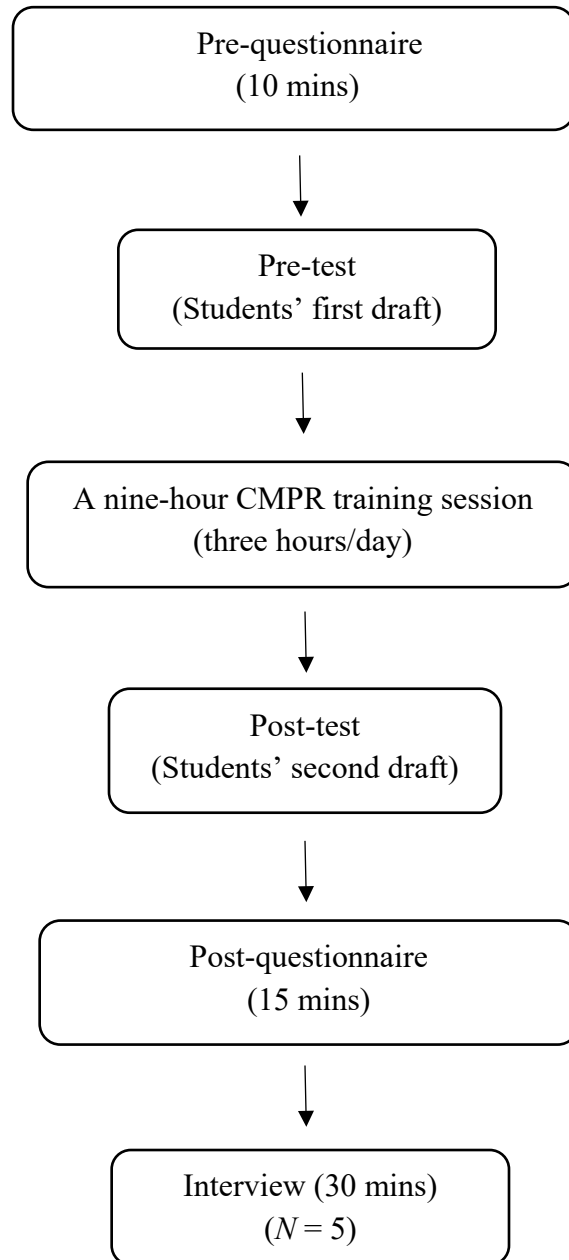 Pre-questionnaire
(10 mins)
Pre-test
(Students’ first draft)
A nine-hour CMPR training session
(three hours/day)
Post-test
(Students’ second draft)
Post-questionnaire
(15 mins)
Interview (30 mins)
(N = 5)